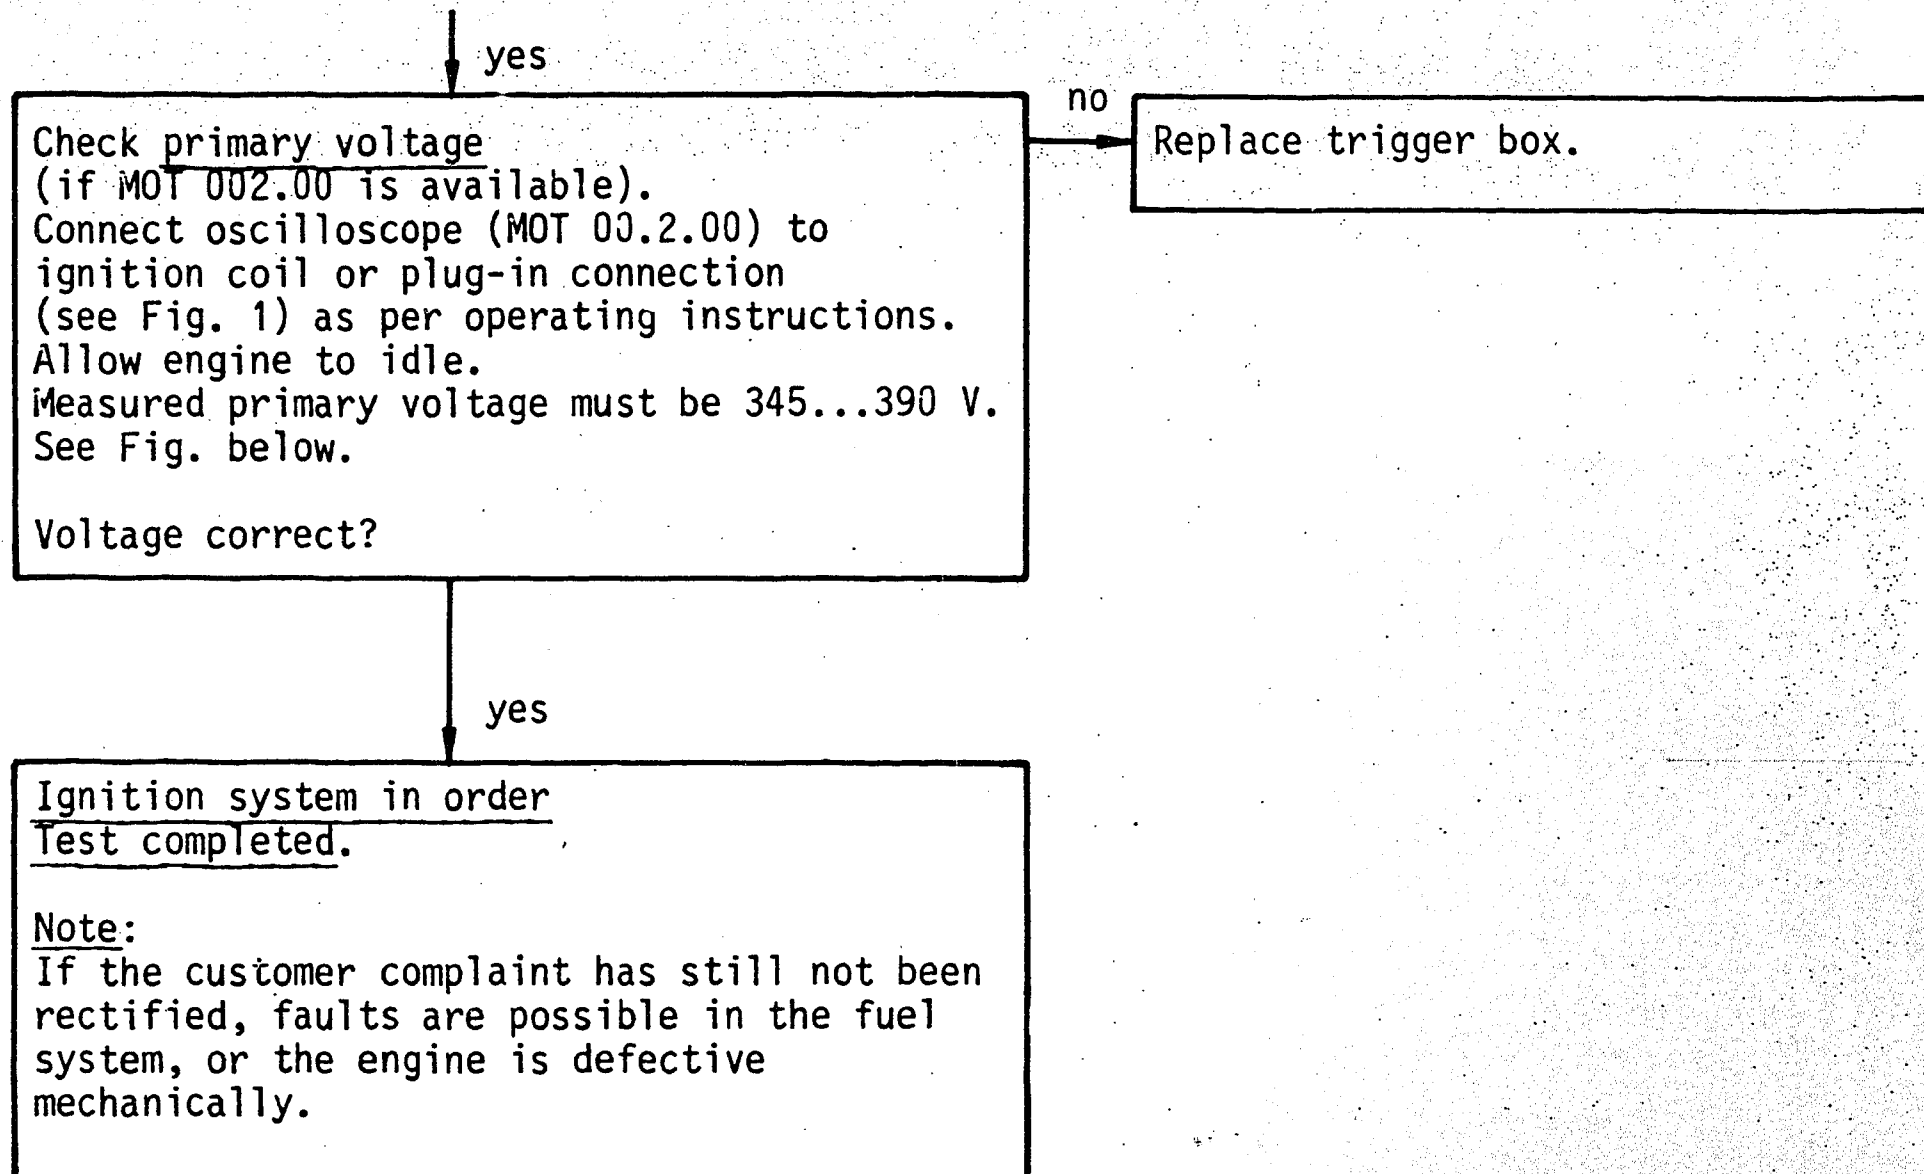 yes
Check primary voltage
(if MOT 002.00 is available).
Connect oscilloscope (MOT 00.2.00) to
ignition coil or plug-in connection
(see Fig. 1) as per operating instructions.
Allow engine to idle.
Measured primary voltage must be 345...390 V.
See Fig. below.
Voltage correct?
no
Replace trigger box.
yes
Ignition system in order
Test completed.
Note:
If the customer complaint has still not been
rectified, faults are possible in the fuel
system, or the engine is defective
mechanically.